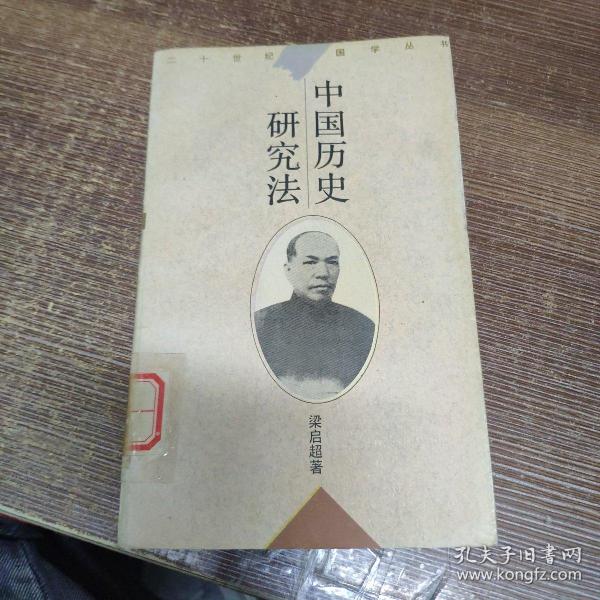 二十世纪 国学丛书
中国历史
研究法
梁启超著
孔夫子旧书网
www.kongfz.com